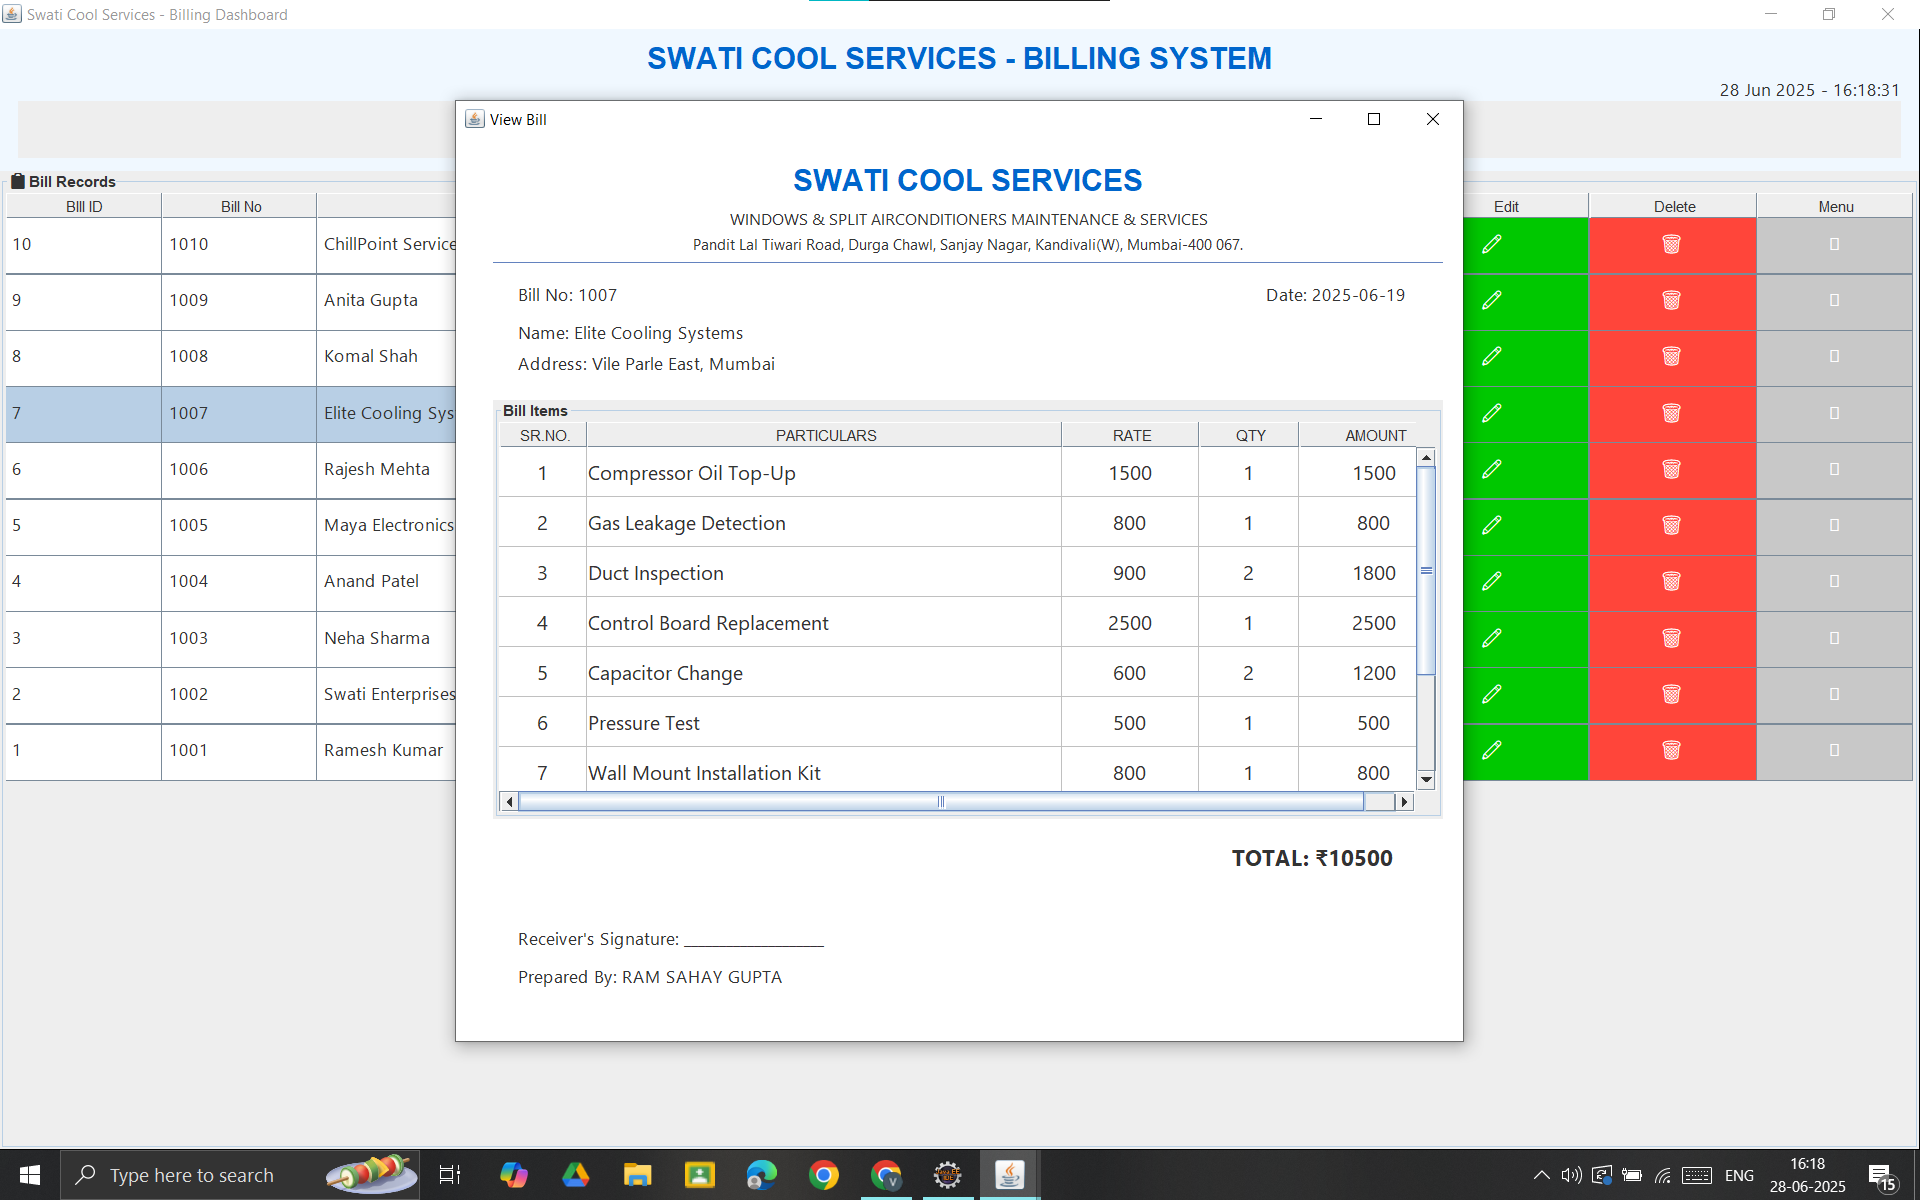 Swati Cool Services - Billing Dashboard
SWATI COOL SERVICES - BILLING SYSTEM
28 Jun 2025 - 16:18:31
Bill Records
BIll ID Bill No Edit Delete Menu
10 1010 ChillPoint Service
9 1009 Anita Gupta
8 1008 Komal Shah
7 1007 Elite Cooling Sys
6 1006 Rajesh Mehta
5 1005 Maya Electronics
4 1004 Anand Patel
3 1003 Neha Sharma
2 1002 Swati Enterprises
1 1001 Ramesh Kumar
View Bill
SWATI COOL SERVICES
WINDOWS & SPLIT AIRCONDITIONERS MAINTENANCE & SERVICES
Pandit Lal Tiwari Road, Durga Chawl, Sanjay Nagar, Kandivali(W), Mumbai-400 067.
Bill No: 1007 Date: 2025-06-19
Name: Elite Cooling Systems
Address: Vile Parle East, Mumbai
Bill Items
SR.NO. PARTICULARS RATE QTY AMOUNT
1 Compressor Oil Top-Up 1500 1 1500
2 Gas Leakage Detection 800 1 800
3 Duct Inspection 900 2 1800
4 Control Board Replacement 2500 1 2500
5 Capacitor Change 600 2 1200
6 Pressure Test 500 1 500
7 Wall Mount Installation Kit 800 1 800
TOTAL: ₹10500
Receiver's Signature: ________________
Prepared By: RAM SAHAY GUPTA
Type here to search
ENG
16:18
28-06-2025
15